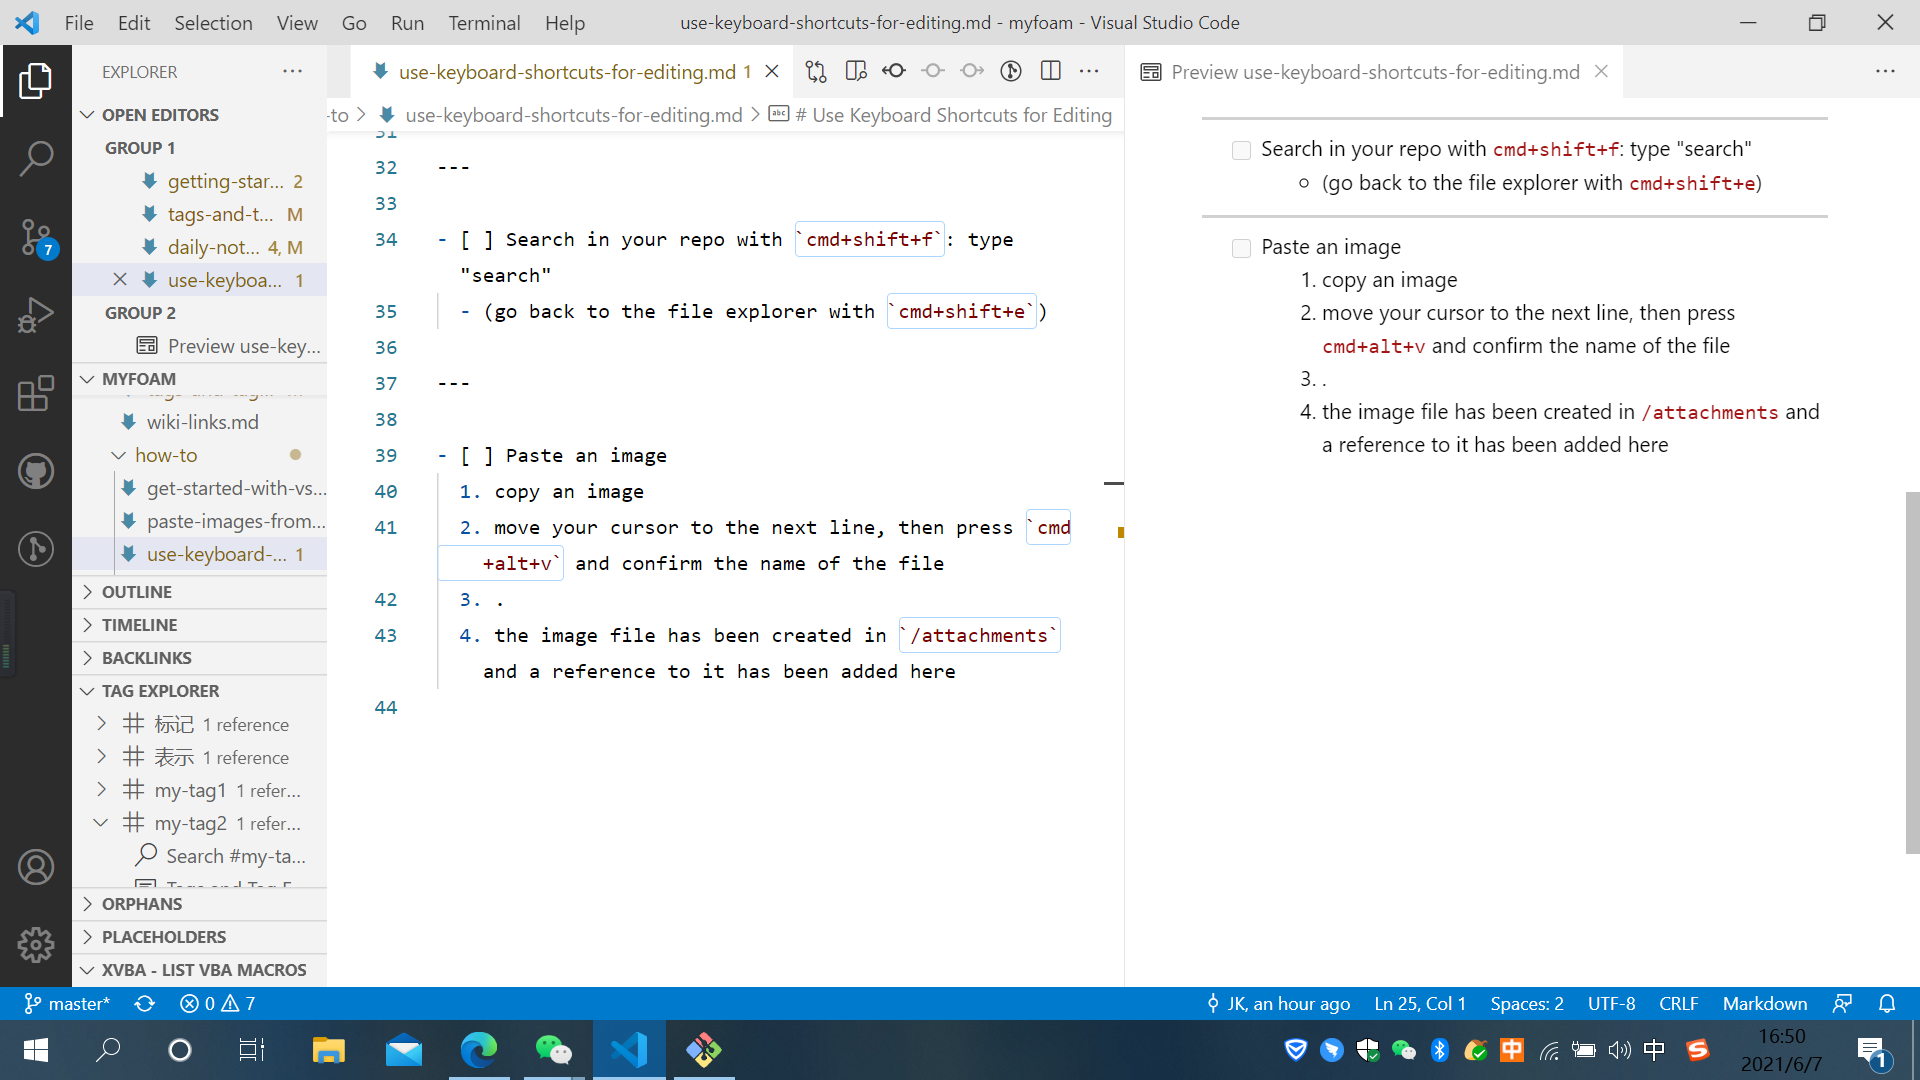 File Edit Selection View Go Run Terminal Help
use-keyboard-shortcuts-for-editing.md - myfoam - Visual Studio Code
EXPLORER
OPEN EDITORS
GROUP 1
getting-star... 2
tags-and-t... M
daily-not... 4, M
use-keyboa... 1
GROUP 2
Preview use-key...
MYFOAM
wiki-links.md
how-to
get-started-with-vs...
paste-images-from...
use-keyboard-... 1
OUTLINE
TIMELINE
BACKLINKS
TAG EXPLORER
标记 1 reference
表示 1 reference
my-tag1 1 refer...
my-tag2 1 refer...
Search #my-ta...
ORPHANS
PLACEHOLDERS
XVBA - LIST VBA MACROS
7
use-keyboard-shortcuts-for-editing.md 1
-to > use-keyboard-shortcuts-for-editing.md > # Use Keyboard Shortcuts for Editing
31
32 ---
33
34 - [ ] Search in your repo with `cmd+shift+f`: type
"search"
35 - (go back to the file explorer with `cmd+shift+e`)
36
37 ---
38
39 - [ ] Paste an image
40 1. copy an image
41 2. move your cursor to the next line, then press `cmd
+alt+v` and confirm the name of the file
42 3. .
43 4. the image file has been created in `/attachments`
and a reference to it has been added here
44
Preview use-keyboard-shortcuts-for-editing.md
Search in your repo with cmd+shift+f: type "search"
(go back to the file explorer with cmd+shift+e)
Paste an image
1. copy an image
2. move your cursor to the next line, then press
cmd+alt+v and confirm the name of the file
3. .
4. the image file has been created in /attachments and
a reference to it has been added here
master* 0 7
JK, an hour ago Ln 25, Col 1 Spaces: 2 UTF-8 CRLF Markdown
中 中 S
16:50
2021/6/7
1